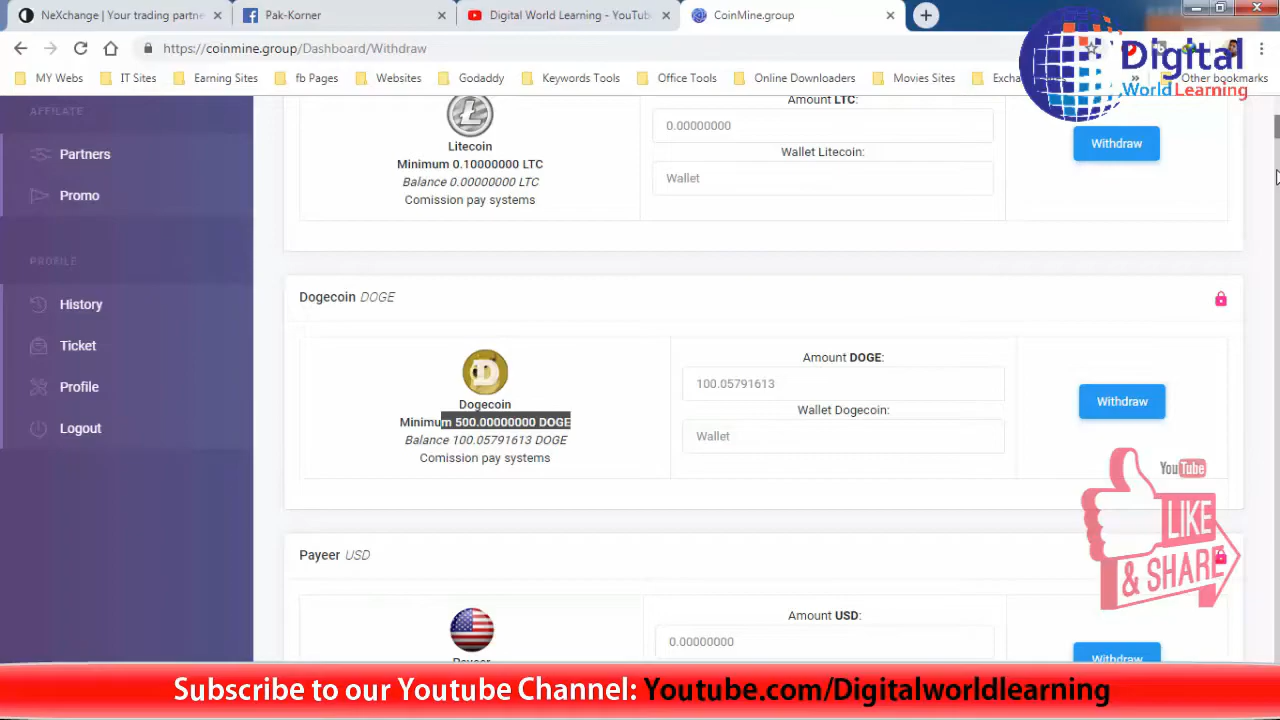 NeXchange | Your trading partne
Pak-Korner
Digital World Learning - YouTub
CoinMine.group
https://coinmine.group/Dashboard/Withdraw
MY Webs
IT Sites
Earning Sites
fb Pages
Websites
Godaddy
Keywords Tools
Office Tools
Online Downloaders
Movies Sites
Excha
Other bookmarks
Digital
WorldLearning
AFFILIATE
Partners
Promo
PROFILE
History
Ticket
Profile
Logout
Litecoin
Minimum 0.10000000 LTC
Balance 0.00000000 LTC
Comission pay systems
Amount LTC:
0.00000000
Wallet Litecoin:
Wallet
Withdraw
Dogecoin DOGE
Dogecoin
Minimum 500.00000000 DOGE
Balance 100.05791613 DOGE
Comission pay systems
Amount DOGE:
100.05791613
Wallet Dogecoin:
Wallet
Withdraw
YouTube
LIKE
& SHARE
Payeer USD
Payeer
Amount USD:
0.00000000
Withdraw
Subscribe to our Youtube Channel: Youtube.com/Digitalworldlearning